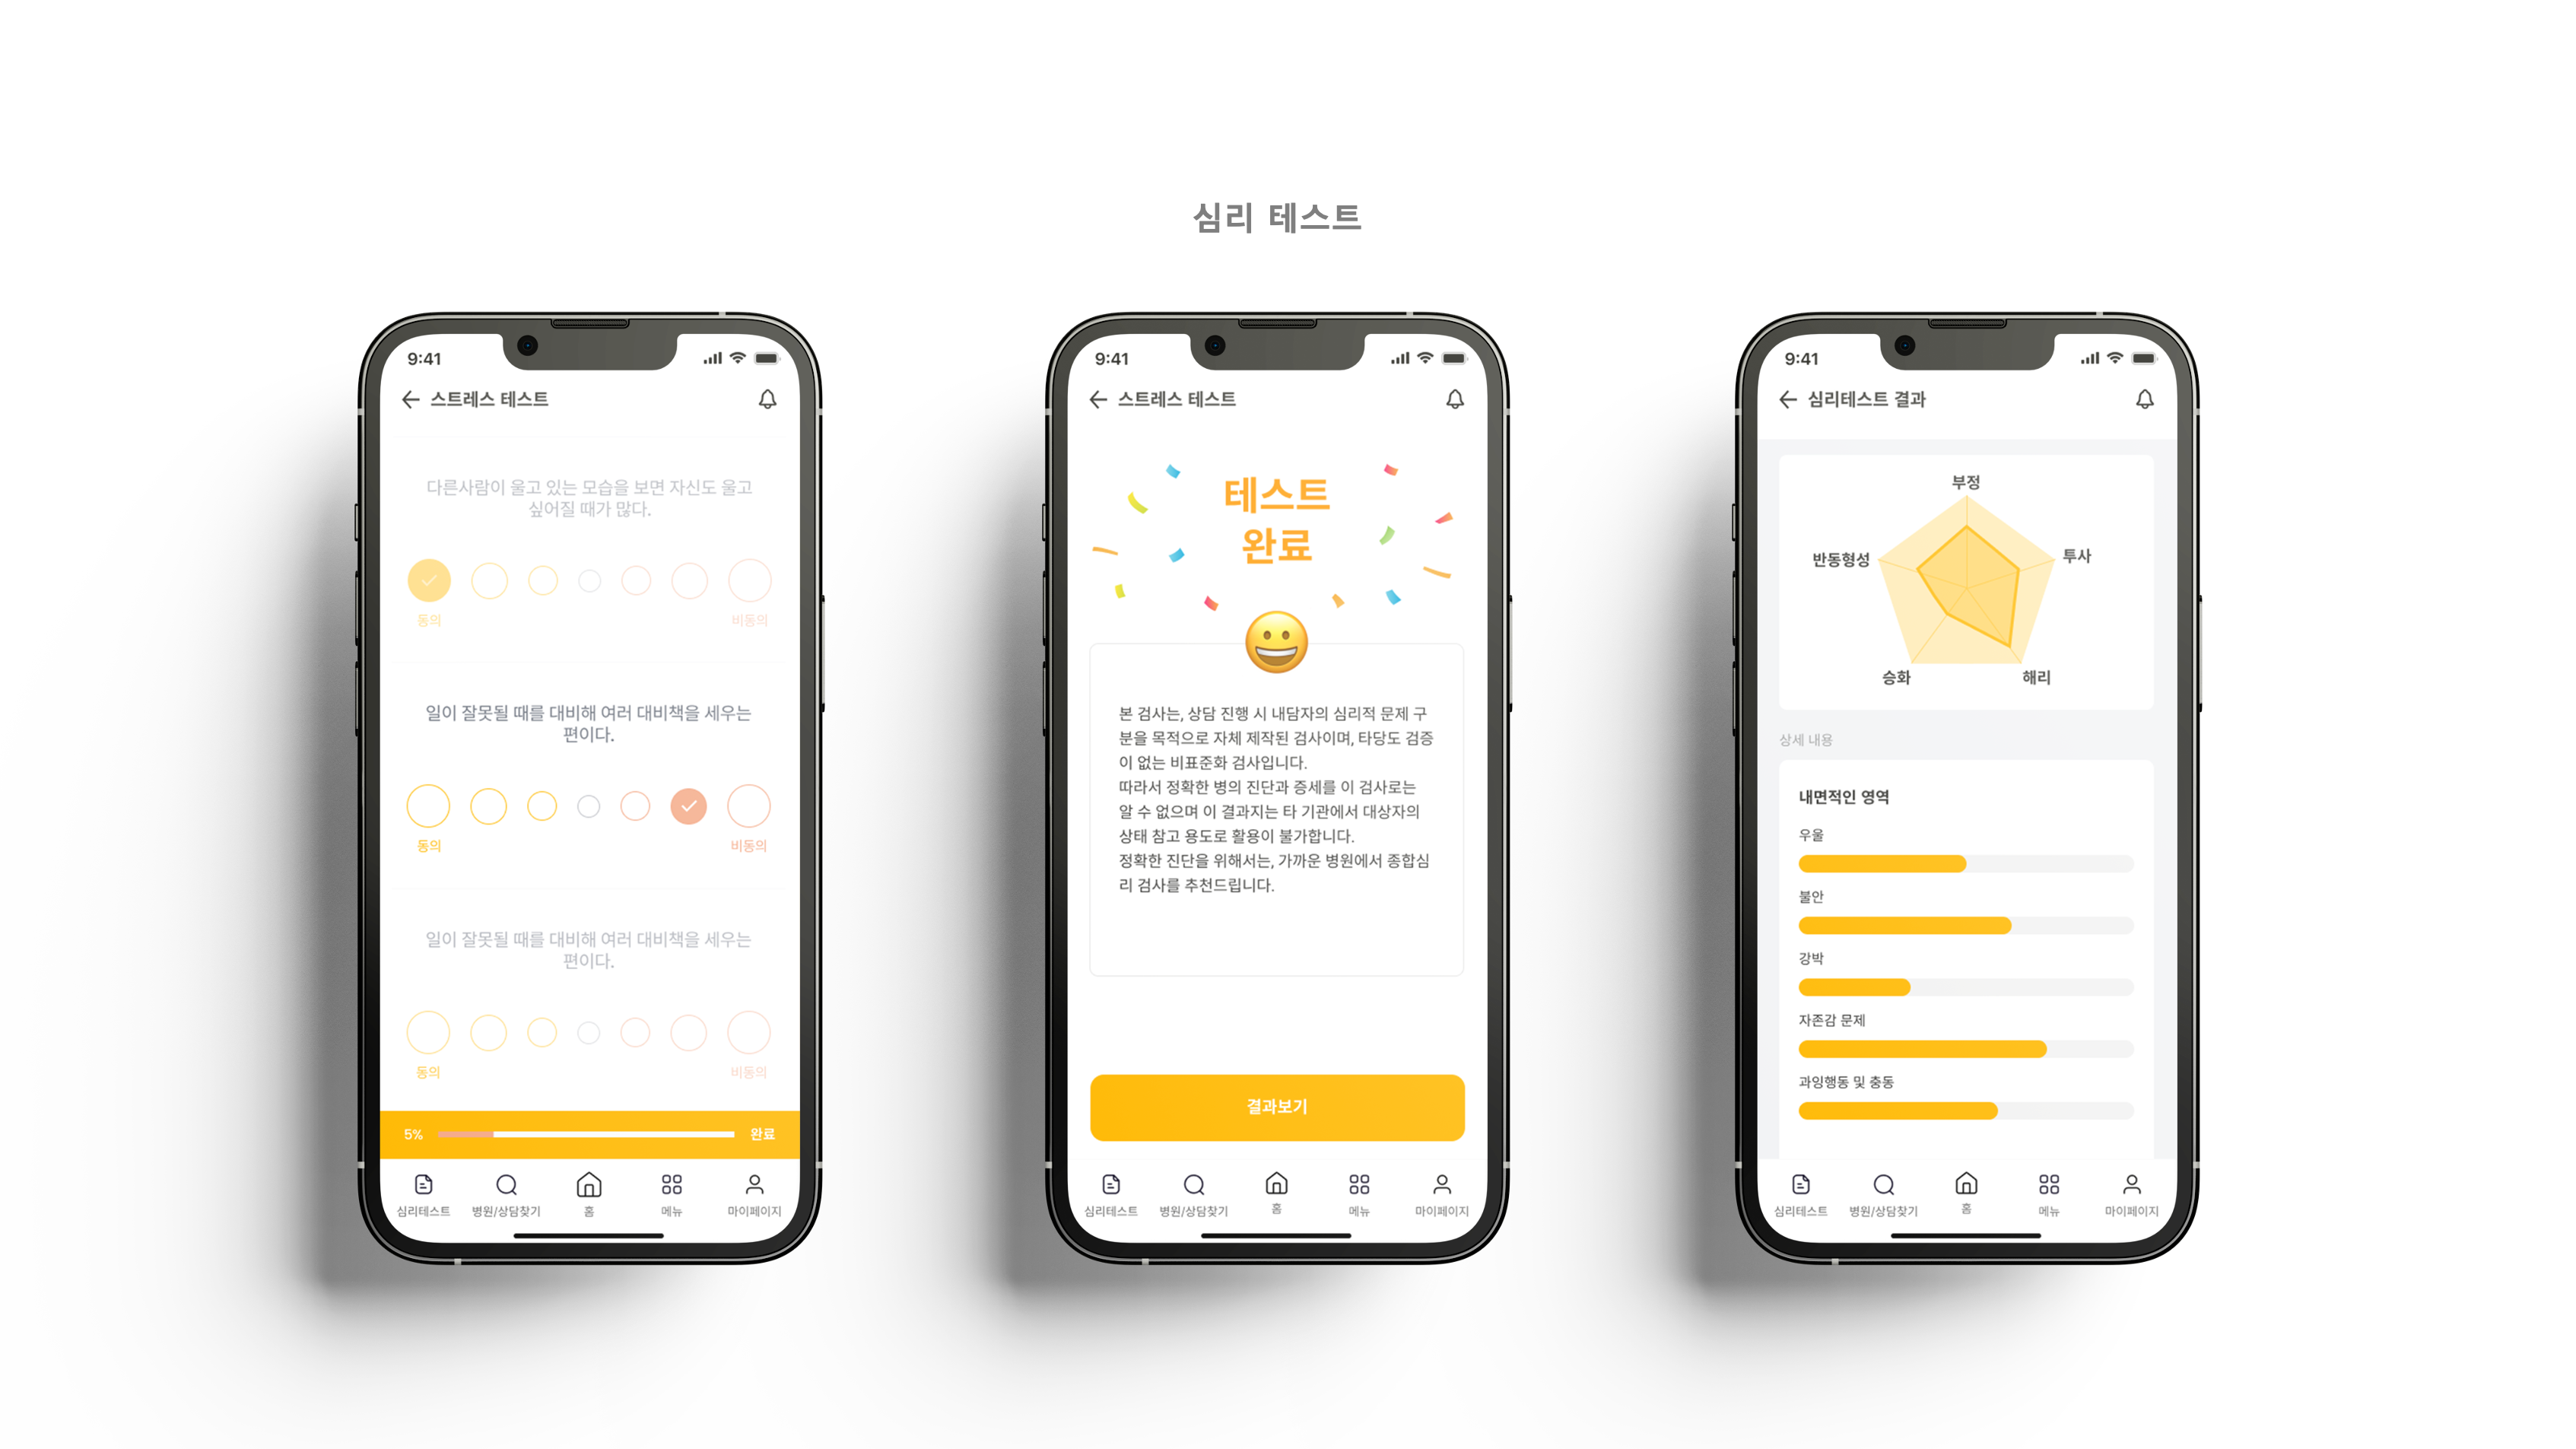 심리 테스트
9:41
스트레스 테스트
다른사람이 울고 있는 모습을 보면 자신도 울고
싶어질 때가 많다.
동의 비동의
일이 잘못될 때를 대비해 여러 대비책을 세우는
편이다.
동의 비동의
일이 잘못될 때를 대비해 여러 대비책을 세우는
편이다.
동의 비동의
5% 완료
심리테스트 병원/상담찾기 홈 메뉴 마이페이지
9:41
스트레스 테스트
테스트
완료
본 검사는, 상담 진행 시 내담자의 심리적 문제 구
분을 목적으로 자체 제작된 검사이며, 타당도 검증
이 없는 비표준화 검사입니다.
따라서 정확한 병의 진단과 증세를 이 검사로는
알 수 없으며 이 결과지는 타 기관에서 대상자의
상태 참고 용도로 활용이 불가합니다.
정확한 진단을 위해서는, 가까운 병원에서 종합심
리 검사를 추천드립니다.
결과보기
심리테스트 병원/상담찾기 홈 메뉴 마이페이지
9:41
심리테스트 결과
부정
반동형성 투사
승화 해리
상세 내용
내면적인 영역
우울
불안
강박
자존감 문제
과잉행동 및 충동
심리테스트 병원/상담찾기 홈 메뉴 마이페이지